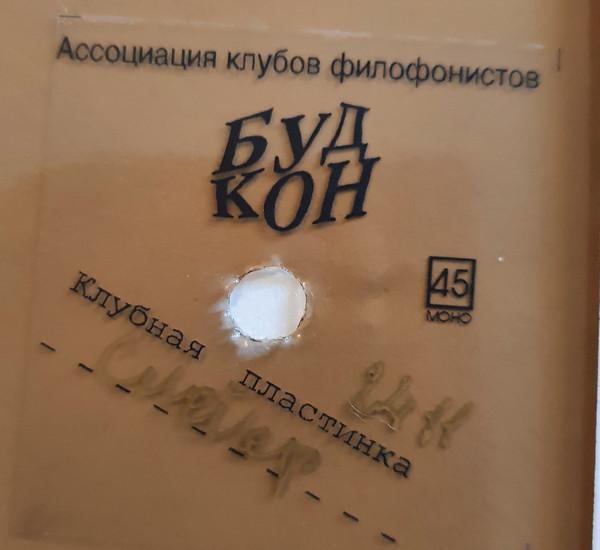 Ассоциация клубов филофонистов
БУД
КОН
45
МОНО
Клубная пластинка